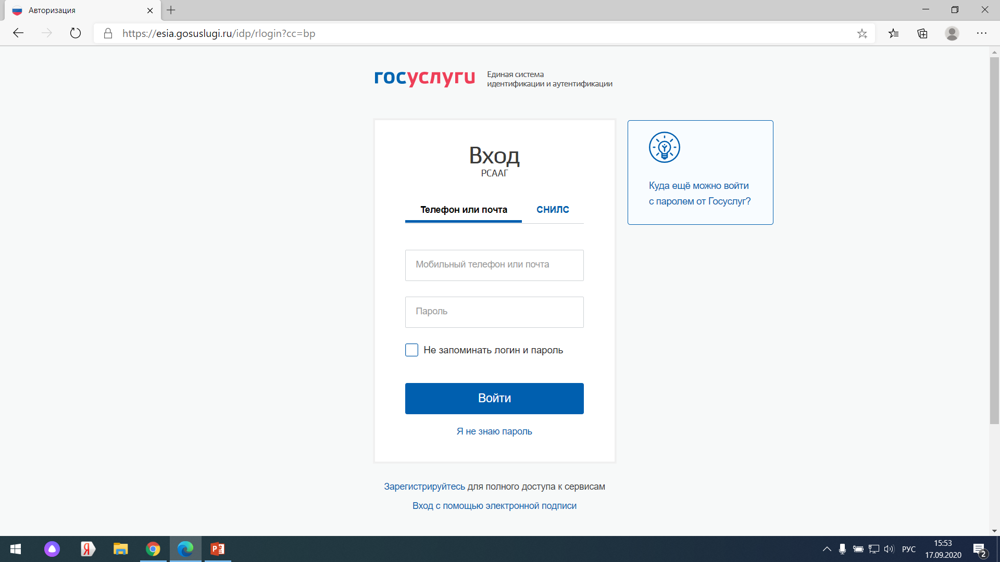 Авторизация
https://esia.gosuslugi.ru/idp/rlogin?cc=bp
госуслуги
Единая система
идентификации и аутентификации
Вход
РСААГ
Телефон или почта
СНИЛС
Мобильный телефон или почта
Пароль
Не запоминать логин и пароль
Войти
Я не знаю пароль
Куда ещё можно войти
с паролем от Госуслуг?
Зарегистрируйтесь для полного доступа к сервисам
Вход с помощью электронной подписи
Я
P
РУС
15:53
17.09.2020
2